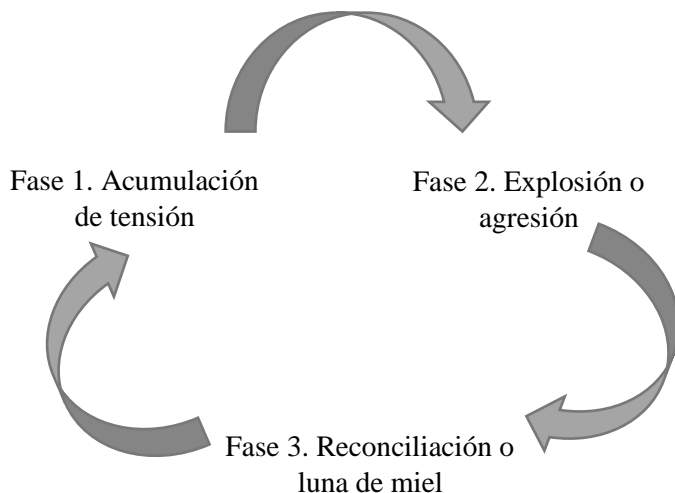 Fase 1. Acumulación
de tensión
Fase 2. Explosión o
agresión
Fase 3. Reconciliación o
luna de miel